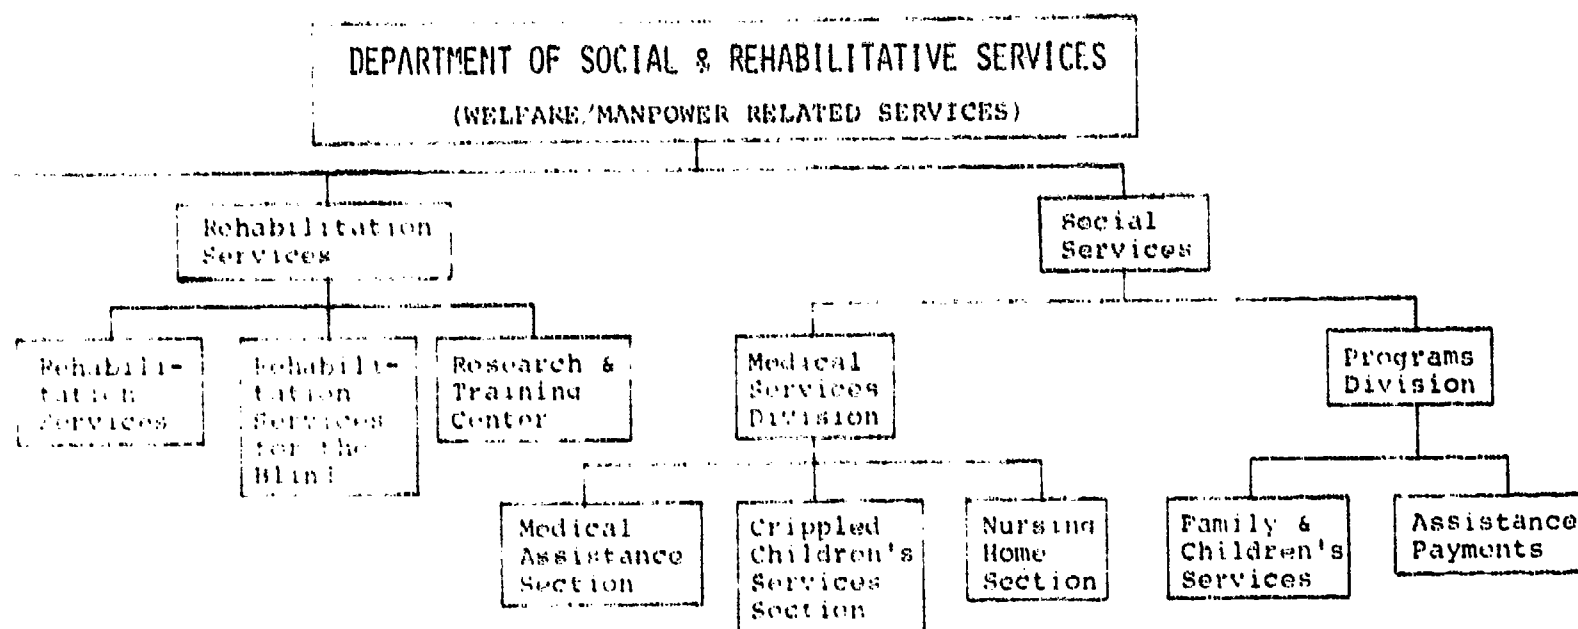 DEPARTMENT OF SOCIAL & REHABILITATIVE SERVICES
(WELFARE/MANPOWER RELATED SERVICES)
Rehabilitation
Services
Social
Services
Rehabili-
tation
Services
Rehabili-
tation
Services
for the
Blind
Research &
Training
Center
Medical
Services
Division
Programs
Division
Medical
Assistance
Section
Crippled
Children's
Services
Section
Nursing
Home
Section
Family &
Children's
Services
Assistance
Payments